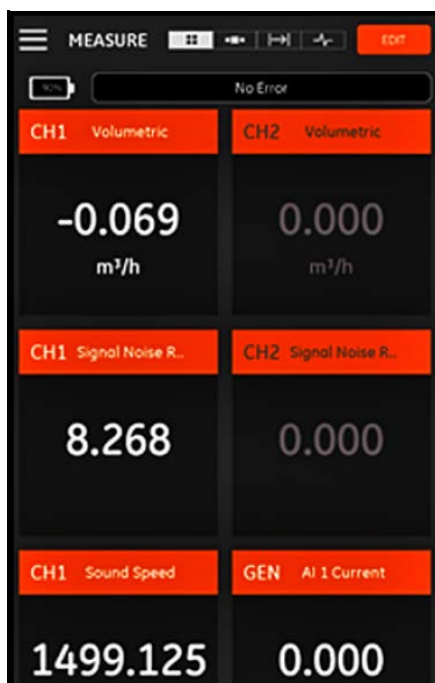 MEASURE EDIT
90% No Error
CH1 Volumetric CH2 Volumetric
-0.069 0.000
m³/h m³/h
CH1 Signal Noise R.. CH2 Signal Noise R..
8.268 0.000
CH1 Sound Speed GEN AI 1 Current
1499.125 0.000